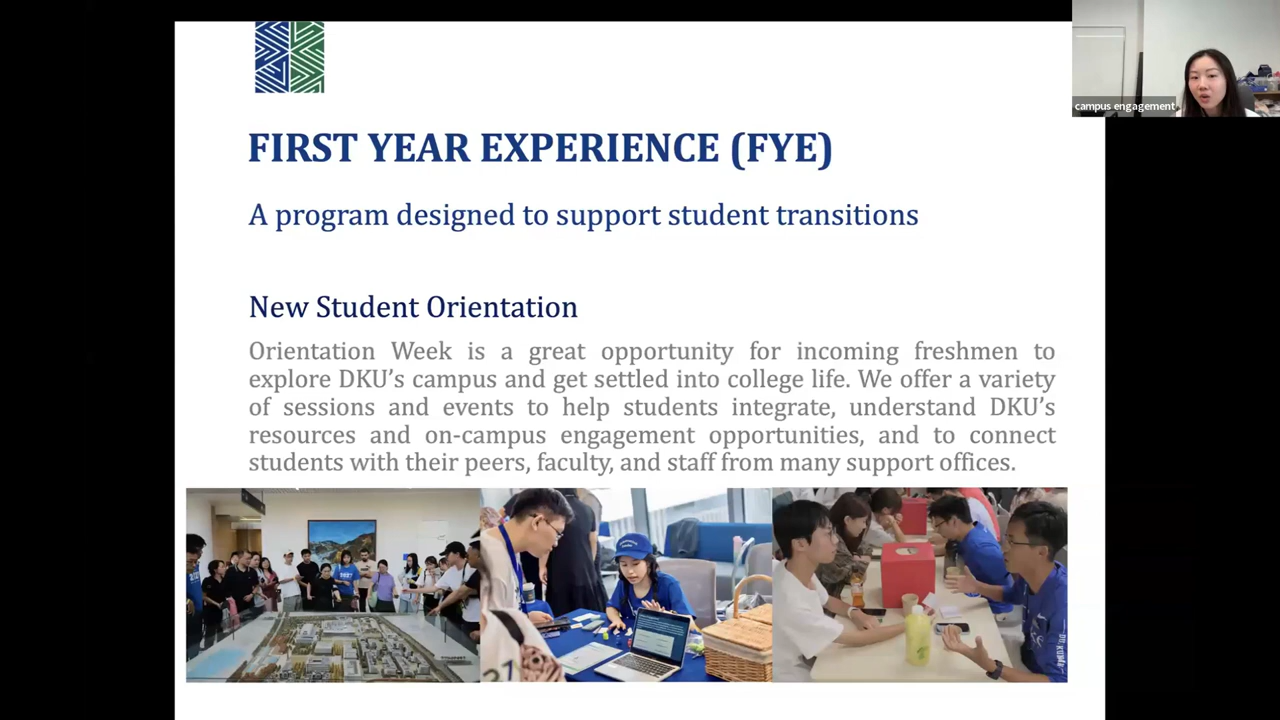 campus engagement
FIRST YEAR EXPERIENCE (FYE)
A program designed to support student transitions
New Student Orientation
Orientation Week is a great opportunity for incoming freshmen to
explore DKU's campus and get settled into college life. We offer a variety
of sessions and events to help students integrate, understand DKU's
resources and on-campus engagement opportunities, and to connect
students with their peers, faculty, and staff from many support offices.